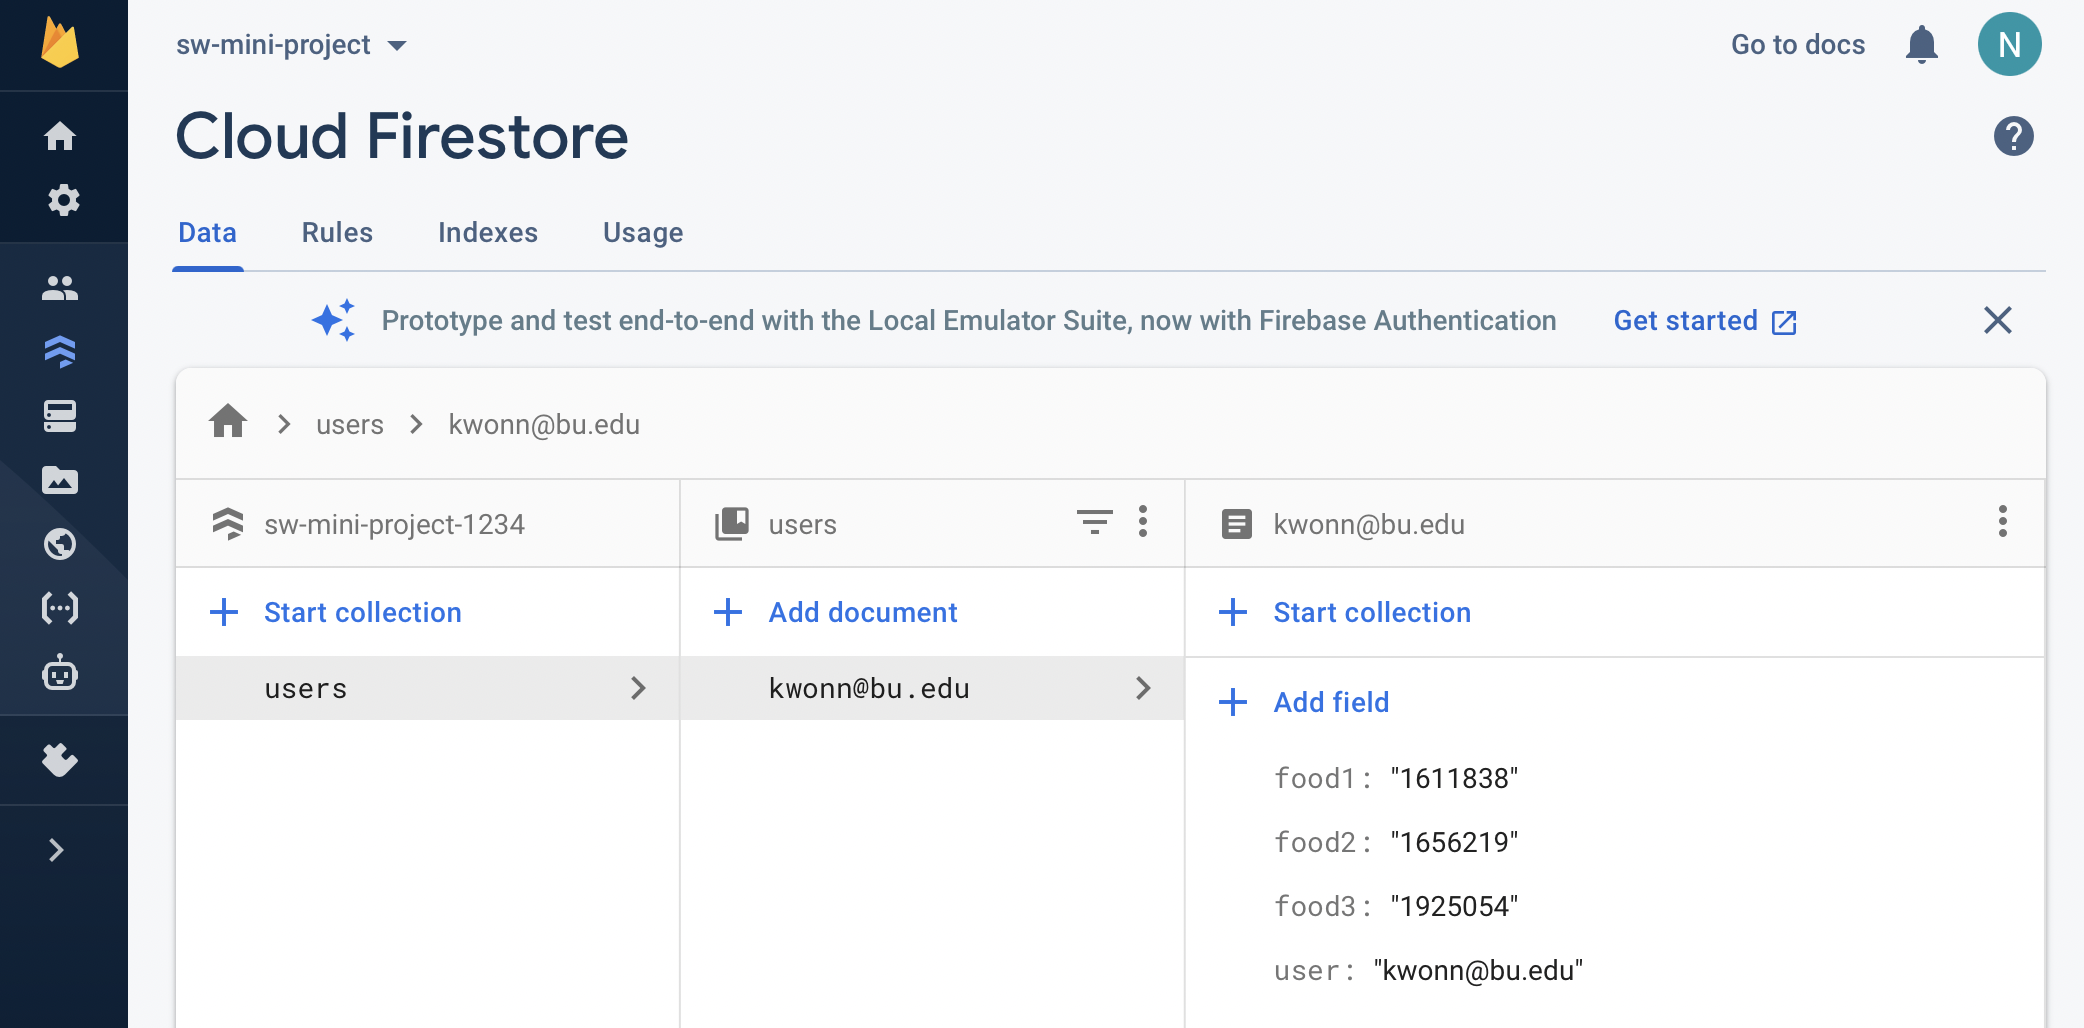 sw-mini-project
Go to docs
N
Cloud Firestore
?
Data Rules Indexes Usage
Prototype and test end-to-end with the Local Emulator Suite, now with Firebase Authentication Get started
users kwonn@bu.edu
sw-mini-project-1234
users
kwonn@bu.edu
Start collection
Add document
Start collection
users
kwonn@bu.edu
Add field
food1: "1611838"
food2: "1656219"
food3: "1925054"
user: "kwonn@bu.edu"